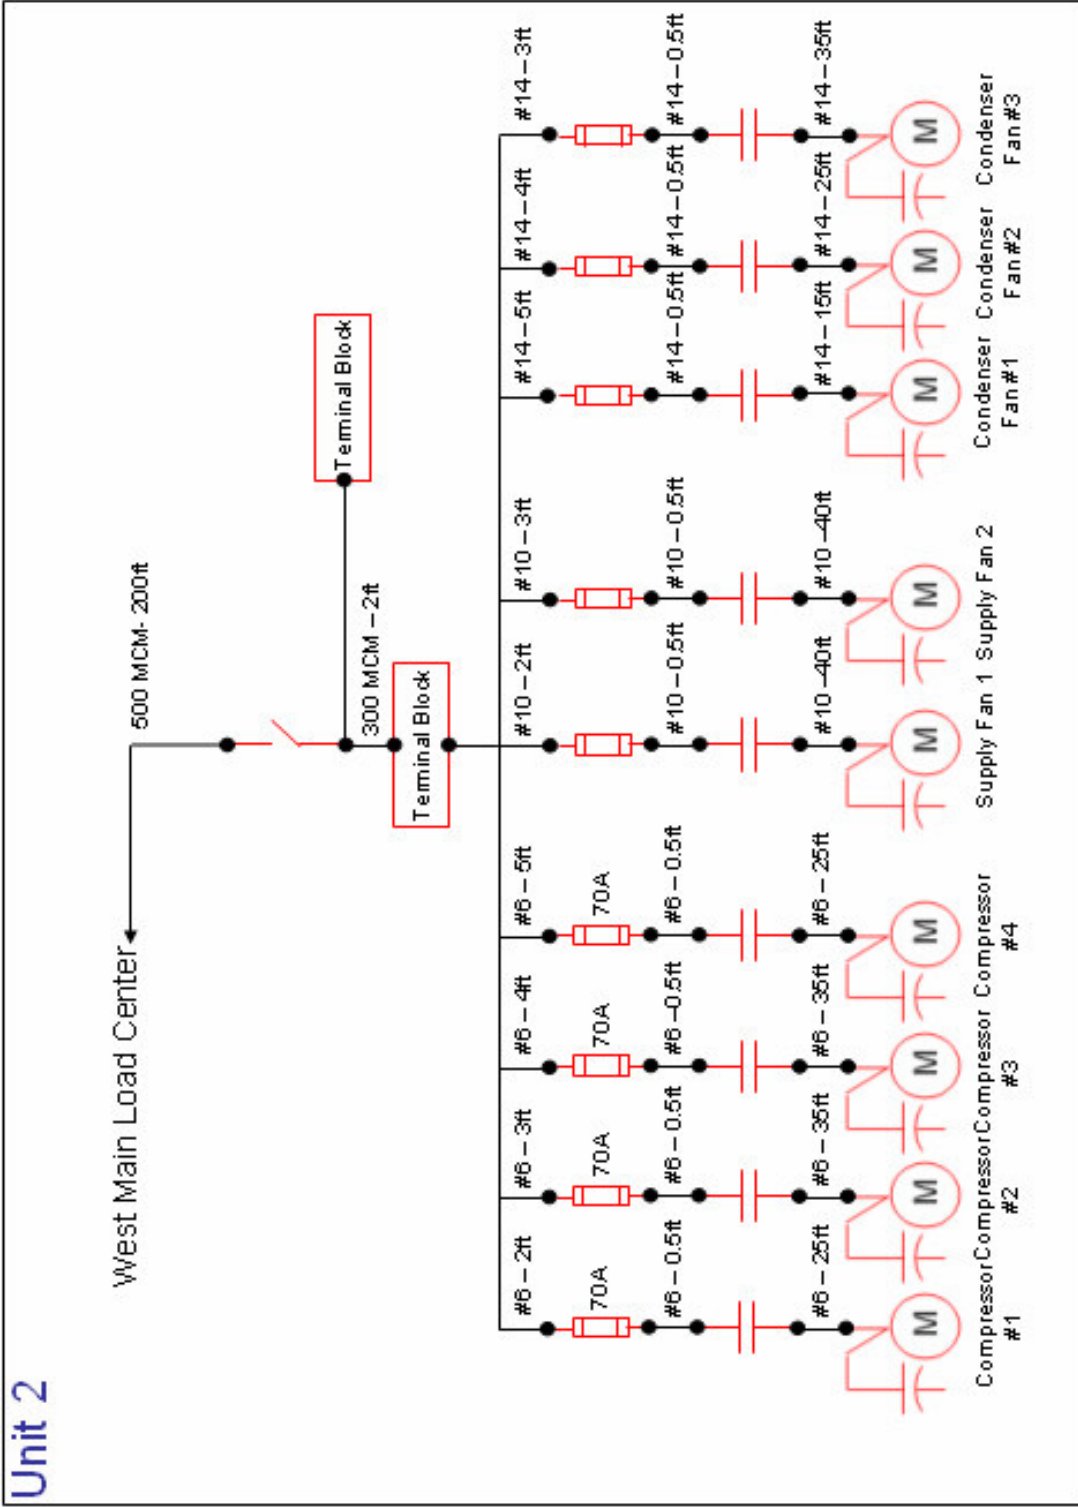 Unit 2
West Main Load Center
500 MCM- 200ft
Terminal Block
300 MCM – 2ft
Terminal Block
#6 – 2ft
#6 – 3ft
#6 – 4ft
#6 – 5ft
#10 – 2ft
#10 – 3ft
#14 – 5ft
#14 – 4ft
#14 – 3ft
70A
70A
70A
70A
#6 – 0.5ft
#6 – 0.5ft
#6 –0.5ft
#6 – 0.5ft
#10 – 0.5ft
#10 – 0.5ft
#14 – 0.5ft
#14 – 0.5ft
#14 – 0.5ft
#6 – 25ft
#6 – 35ft
#6 – 35ft
#6 – 25ft
#10 –40ft
#10 –40ft
#14 – 15ft
#14 – 25ft
#14 – 35ft
M
M
M
M
M
M
M
M
M
Compressor
#1
Compressor
#2
Compressor
#3
Compressor
#4
Supply Fan 1
Supply Fan 2
Condenser
Fan #1
Condenser
Fan #2
Condenser
Fan #3